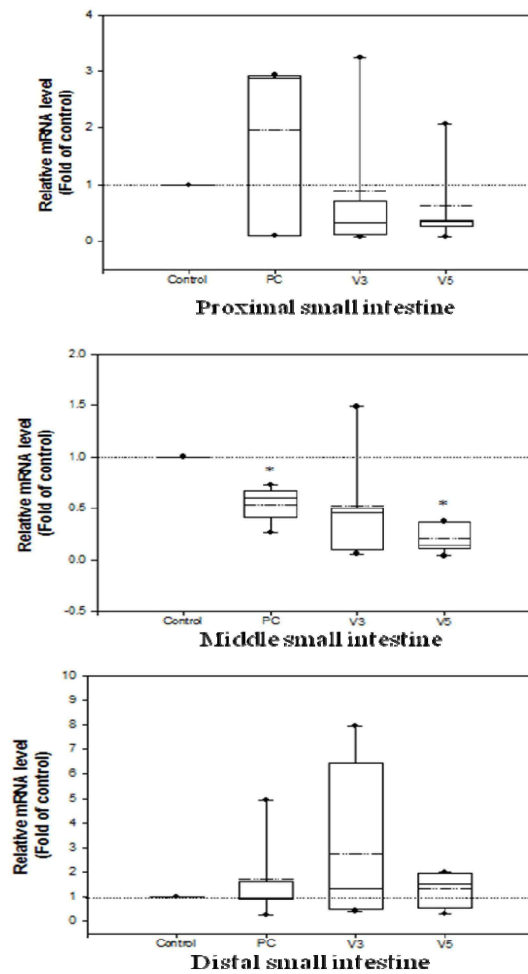 Relative mRNA level
(Fold of control)
4
3
2
1
0
Control PC V3 V5
Proximal small intestine
Relative mRNA level
(Fold of control)
2.0
1.5
*
*
1.0
0.5
0.0
-0.5
Control PC V3 V5
Middle small intestine
Relative mRNA level
(Fold of control)
10
9
8
7
6
5
4
3
2
1
0
Control PC V3 V5
Distal small intestine